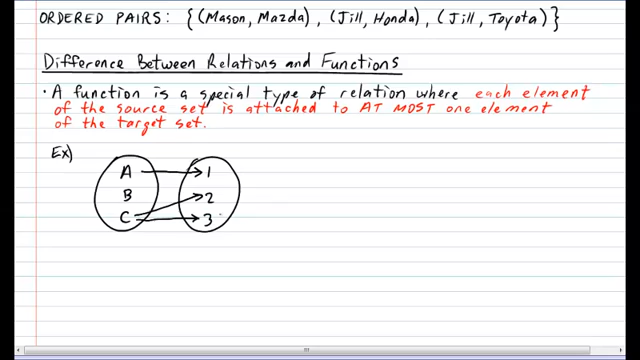 ORDERED PAIRS: {(Mason, Mazda), (Jill, Honda), (Jill, Toyota)}
Difference Between Relations and Functions
• A function is a special type of relation where each element
of the source set is attached to AT MOST one element
of the target set.
Ex)
A 1
B 2
C 3